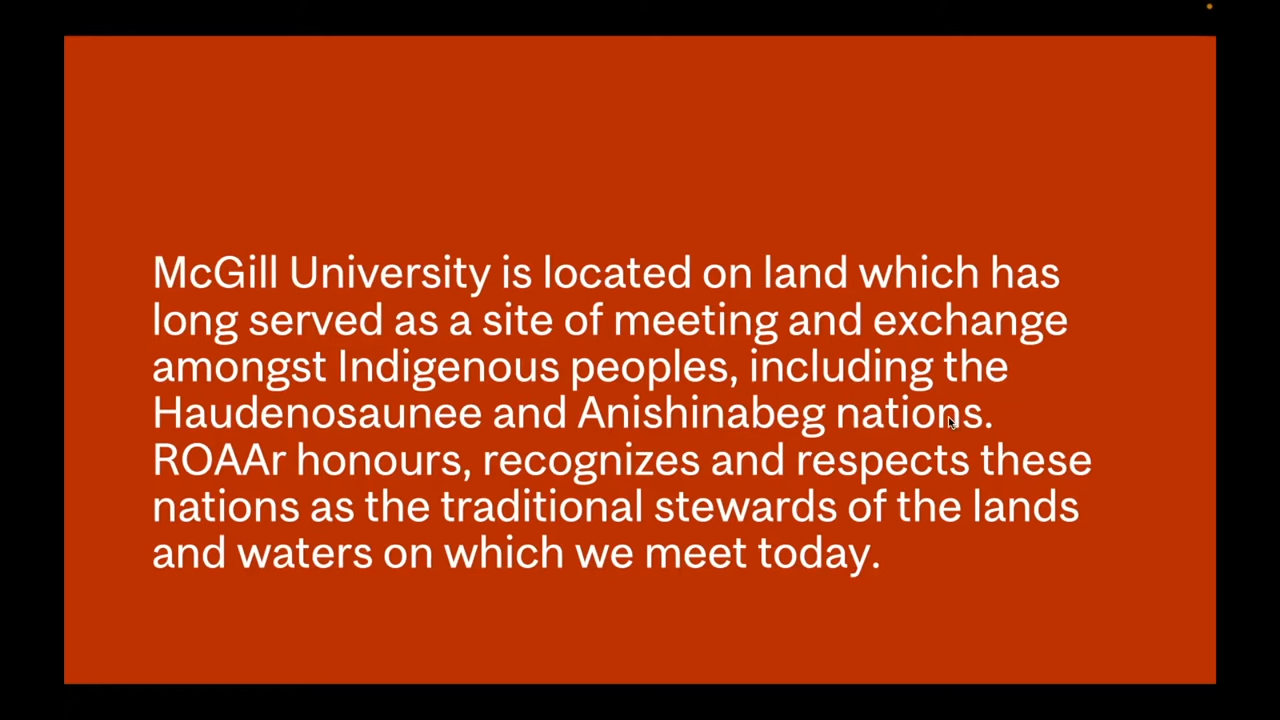 McGill University is located on land which has
long served as a site of meeting and exchange
amongst Indigenous peoples, including the
Haudenosaunee and Anishinabeg nations.
ROAAr honours, recognizes and respects these
nations as the traditional stewards of the lands
and waters on which we meet today.